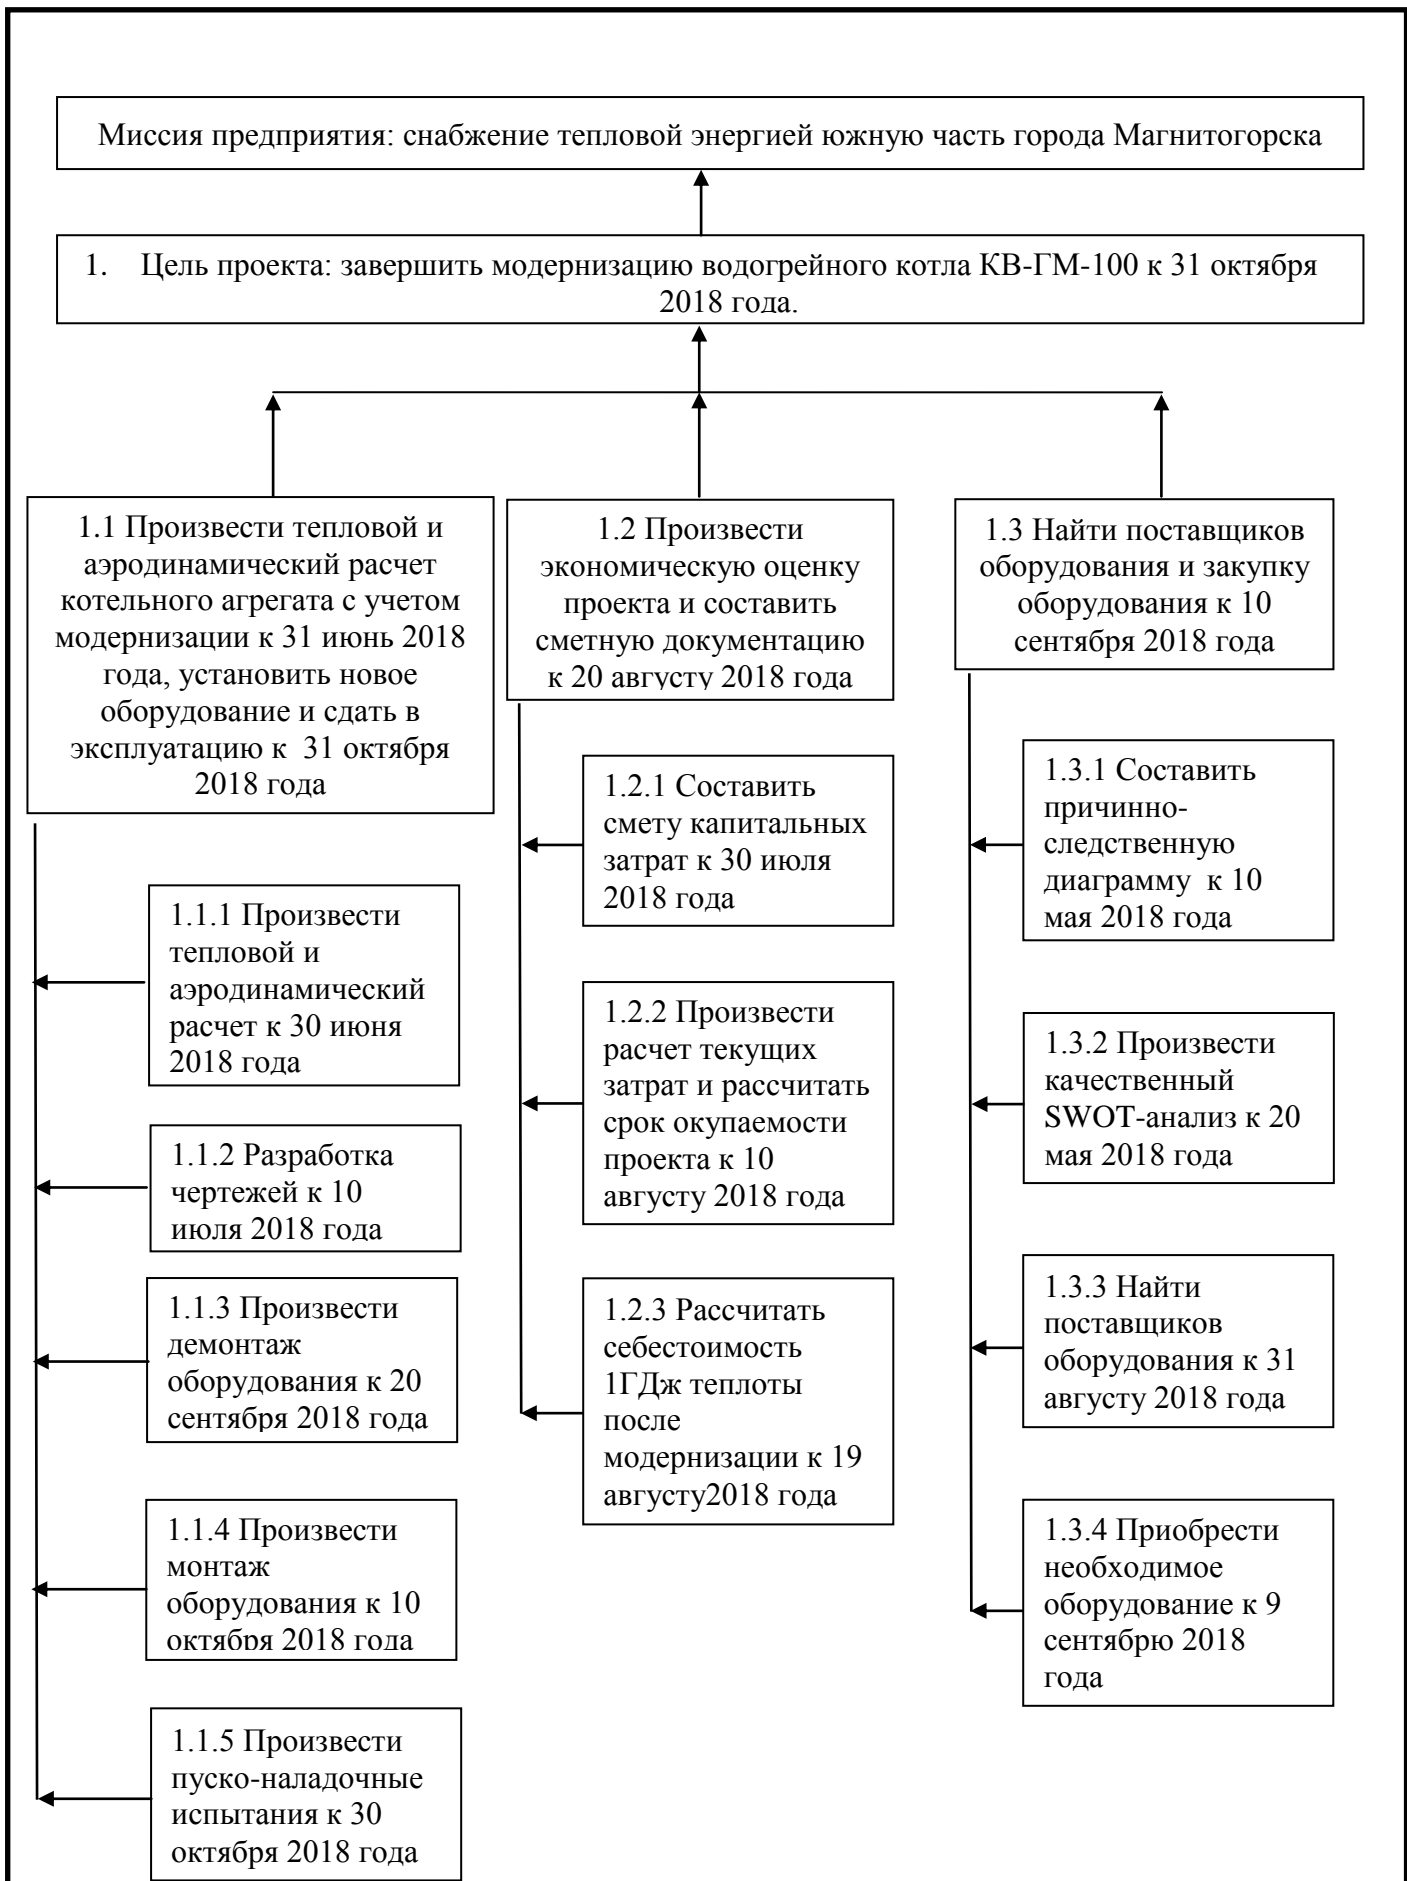 Миссия предприятия: снабжение тепловой энергией южную часть города Магнитогорска
1. Цель проекта: завершить модернизацию водогрейного котла КВ-ГМ-100 к 31 октября
2018 года.
1.1 Произвести тепловой и
аэродинамический расчет
котельного агрегата с учетом
модернизации к 31 июнь 2018
года, установить новое
оборудование и сдать в
эксплуатацию к 31 октября
2018 года
1.1.1 Произвести
тепловой и
аэродинамический
расчет к 30 июня
2018 года
1.1.2 Разработка
чертежей к 10
июля 2018 года
1.1.3 Произвести
демонтаж
оборудования к 20
сентября 2018 года
1.1.4 Произвести
монтаж
оборудования к 10
октября 2018 года
1.1.5 Произвести
пуско-наладочные
испытания к 30
октября 2018 года
1.2 Произвести
экономическую оценку
проекта и составить
сметную документацию
к 20 августу 2018 года
1.2.1 Составить
смету капитальных
затрат к 30 июля
2018 года
1.2.2 Произвести
расчет текущих
затрат и рассчитать
срок окупаемости
проекта к 10
августу 2018 года
1.2.3 Рассчитать
себестоимость
1ГДж теплоты
после
модернизации к 19
августу2018 года
1.3 Найти поставщиков
оборудования и закупку
оборудования к 10
сентября 2018 года
1.3.1 Составить
причинно-
следственную
диаграмму к 10
мая 2018 года
1.3.2 Произвести
качественный
SWOT-анализ к 20
мая 2018 года
1.3.3 Найти
поставщиков
оборудования к 31
августу 2018 года
1.3.4 Приобрести
необходимое
оборудование к 9
сентябрю 2018
года